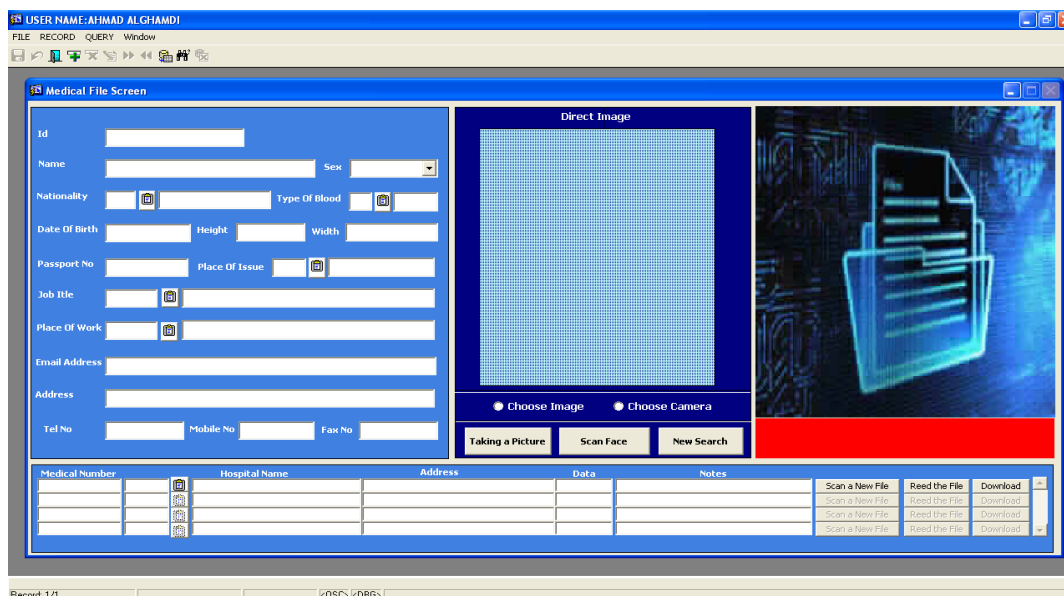 USER NAME:AHMAD ALGHAMDI
FILE RECORD QUERY Window
Medical File Screen
Id
Name Sex
Nationality Type Of Blood
Date Of Birth Height Width
Passport No Place Of Issue
Job Itle
Place Of Work
Email Address
Address
Tel No Mobile No Fax No
Direct Image
Choose Image Choose Camera
Taking a Picture Scan Face New Search
Files
Medical Number Hospital Name Address Data Notes
Scan a New File Reed the File Download
Scan a New File Reed the File Download
Scan a New File Reed the File Download
Scan a New File Reed the File Download
Record: 1/1 <OSC> <DBG>